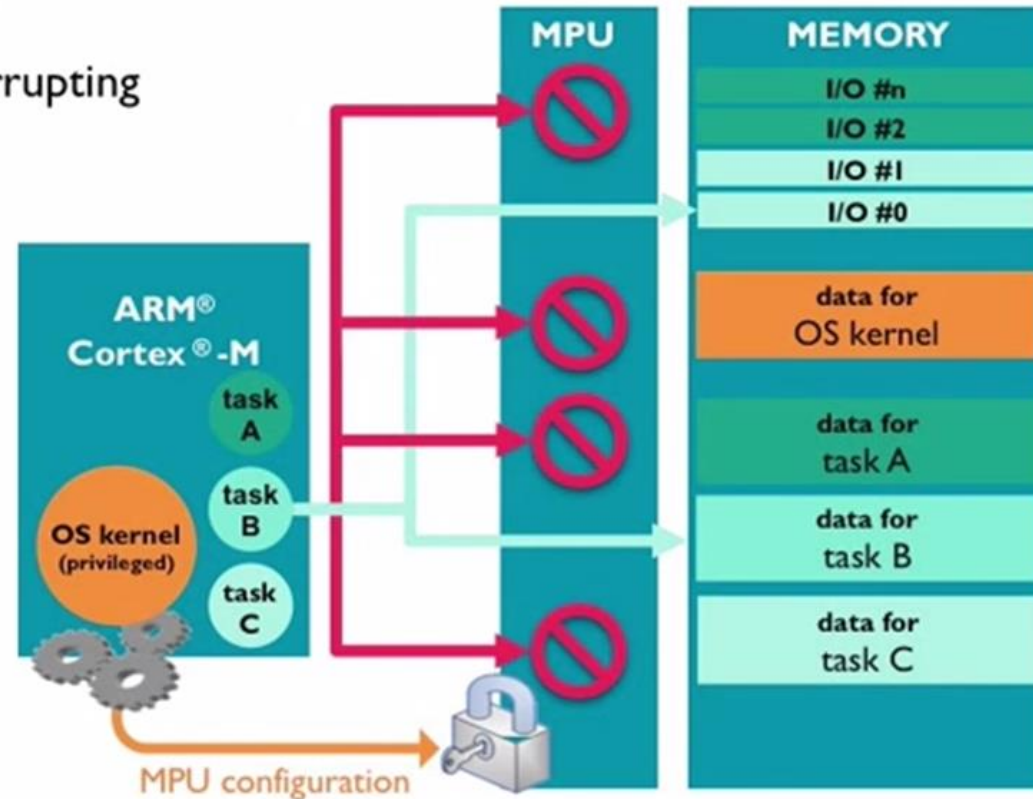 rrupting
MPU
MEMORY
I/O #n
I/O #2
I/O #1
I/O #0
data for
OS kernel
data for
task A
data for
task B
data for
task C
ARM®
Cortex®-M
task
A
task
B
task
C
OS kernel
(privileged)
MPU configuration